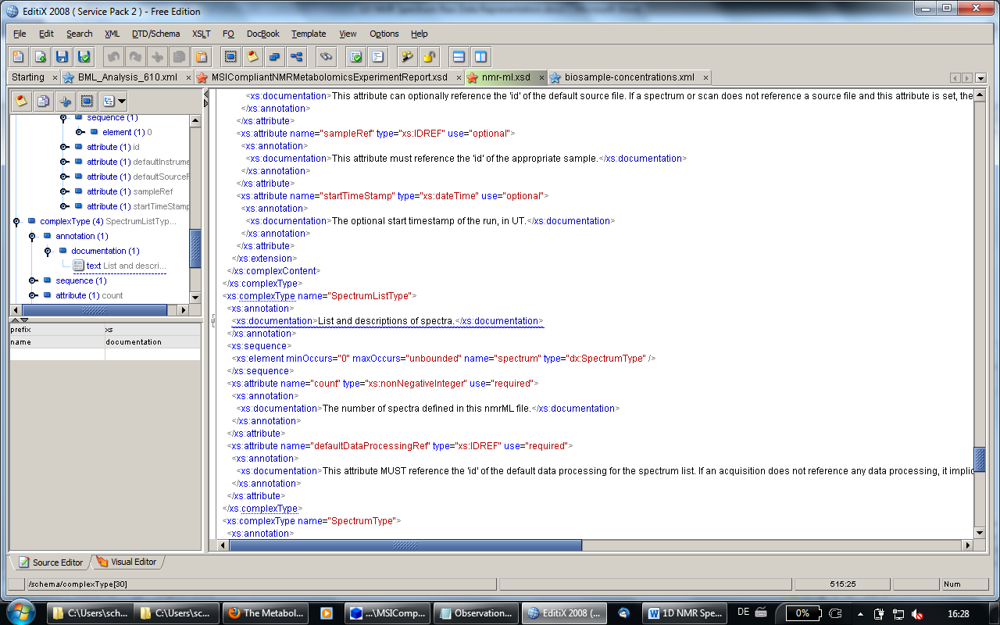 EditiX 2008 ( Service Pack 2 ) - Free Edition
File Edit Search XML DTD/Schema XSLT FO DocBook Template View Options Help
Starting × BML_Analysis_610.xml × MSICompliantNMRMetabolomicsExperimentReport.xsd × nmr-ml.xsd × biosample-concentrations.xml ×
sequence (1)
element (1) 0
attribute (1) id
attribute (1) defaultInstrume
attribute (1) defaultSourceF
attribute (1) sampleRef
attribute (1) startTimeStamp
complexType (4) SpectrumListTyp...
annotation (1)
documentation (1)
text List and descri...
sequence (1)
attribute (1) count
prefix xs
name documentation
<xs:documentation>This attribute can optionally reference the 'id' of the default source file. If a spectrum or scan does not reference a source file and this attribute is set, the
</xs:annotation>
</xs:attribute>
<xs:attribute name="sampleRef" type="xs:IDREF" use="optional">
<xs:annotation>
<xs:documentation>This attribute must reference the 'id' of the appropriate sample.</xs:documentation>
</xs:annotation>
</xs:attribute>
<xs:attribute name="startTimeStamp" type="xs:dateTime" use="optional">
<xs:annotation>
<xs:documentation>The optional start timestamp of the run, in UT.</xs:documentation>
</xs:annotation>
</xs:attribute>
</xs:extension>
</xs:complexContent>
</xs:complexType>
<xs:complexType name="SpectrumListType">
<xs:annotation>
<xs:documentation>List and descriptions of spectra.</xs:documentation>
</xs:annotation>
<xs:sequence>
<xs:element minOccurs="0" maxOccurs="unbounded" name="spectrum" type="dx:SpectrumType" />
</xs:sequence>
<xs:attribute name="count" type="xs:nonNegativeInteger" use="required">
<xs:annotation>
<xs:documentation>The number of spectra defined in this nmrML file.</xs:documentation>
</xs:annotation>
</xs:attribute>
<xs:attribute name="defaultDataProcessingRef" type="xs:IDREF" use="required">
<xs:annotation>
<xs:documentation>This attribute MUST reference the 'id' of the default data processing for the spectrum list. If an acquisition does not reference any data processing, it implic
</xs:annotation>
</xs:attribute>
</xs:complexType>
<xs:complexType name="SpectrumType">
<xs:annotation>
Source Editor Visual Editor
/schema/complexType[30] 515:25 Num
C:\Users\sch... C:\Users\sc... The Metabol... ...\MSIComp... Observation... EditiX 2008 (... 1D NMR Spe... DE 0% 16:28